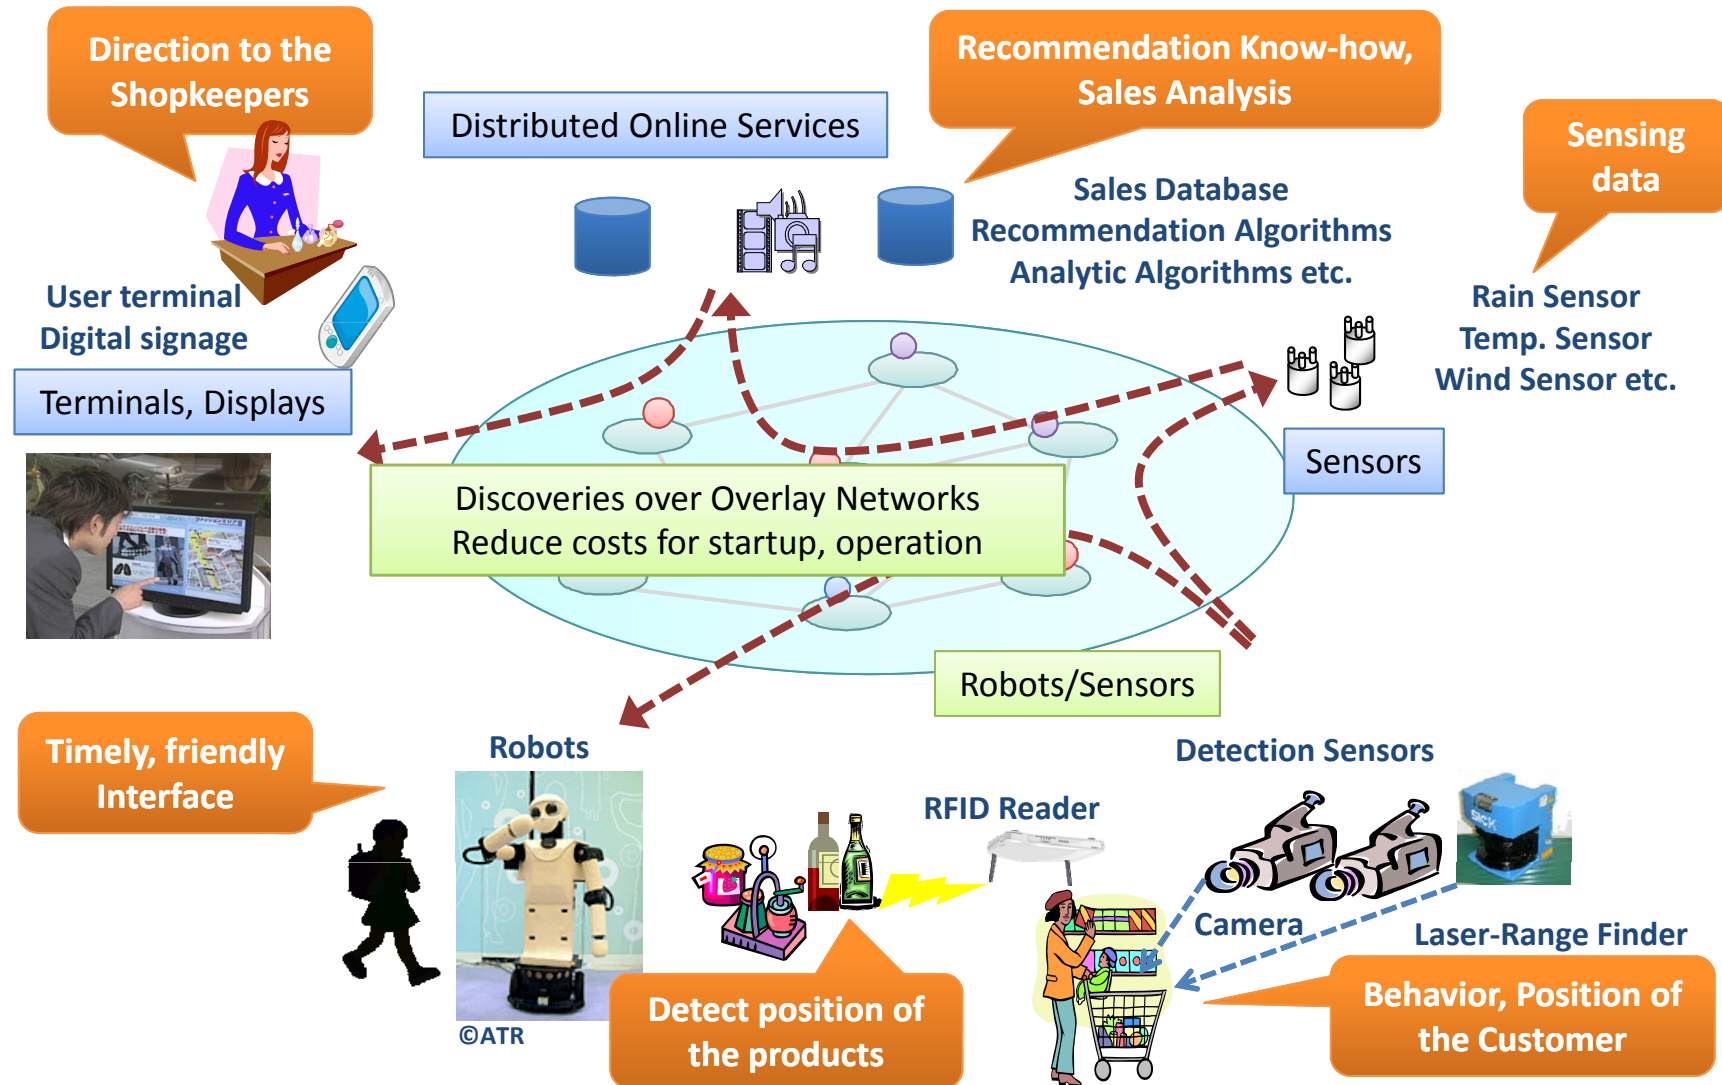 Direction to the
Shopkeepers
Recommendation Know-how,
Sales Analysis
Distributed Online Services
Sensing
data
Sales Database
Recommendation Algorithms
Analytic Algorithms etc.
User terminal
Digital signage
Rain Sensor
Temp. Sensor
Wind Sensor etc.
Terminals, Displays
Sensors
Discoveries over Overlay Networks
Reduce costs for startup, operation
Robots/Sensors
Timely, friendly
Interface
Robots
Detection Sensors
RFID Reader
SICK
Camera
Laser-Range Finder
Detect position of
the products
Behavior, Position of
the Customer
©ATR